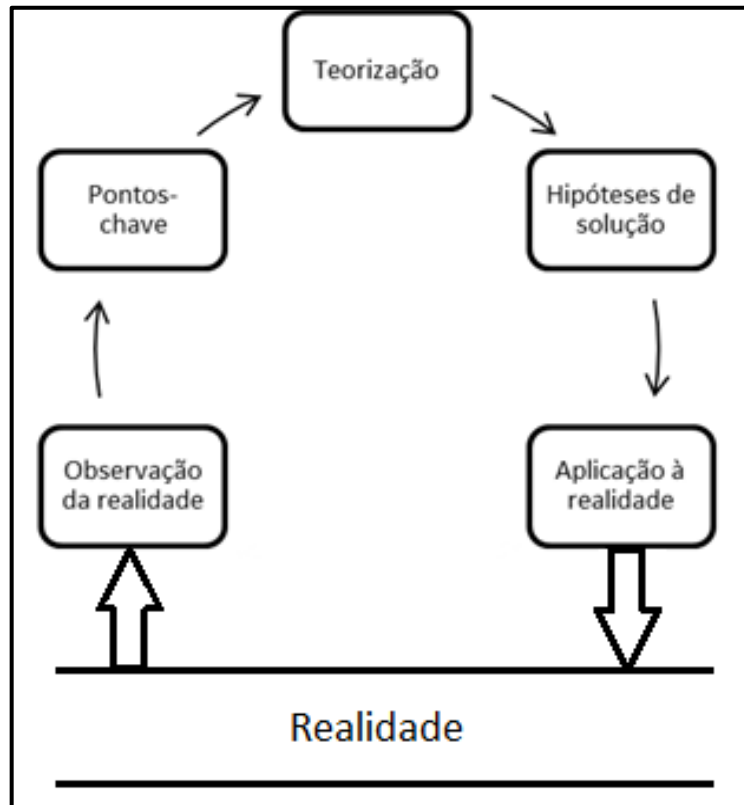 Teorização
Pontos-
chave
Hipóteses de
solução
Observação
da realidade
Aplicação à
realidade
Realidade